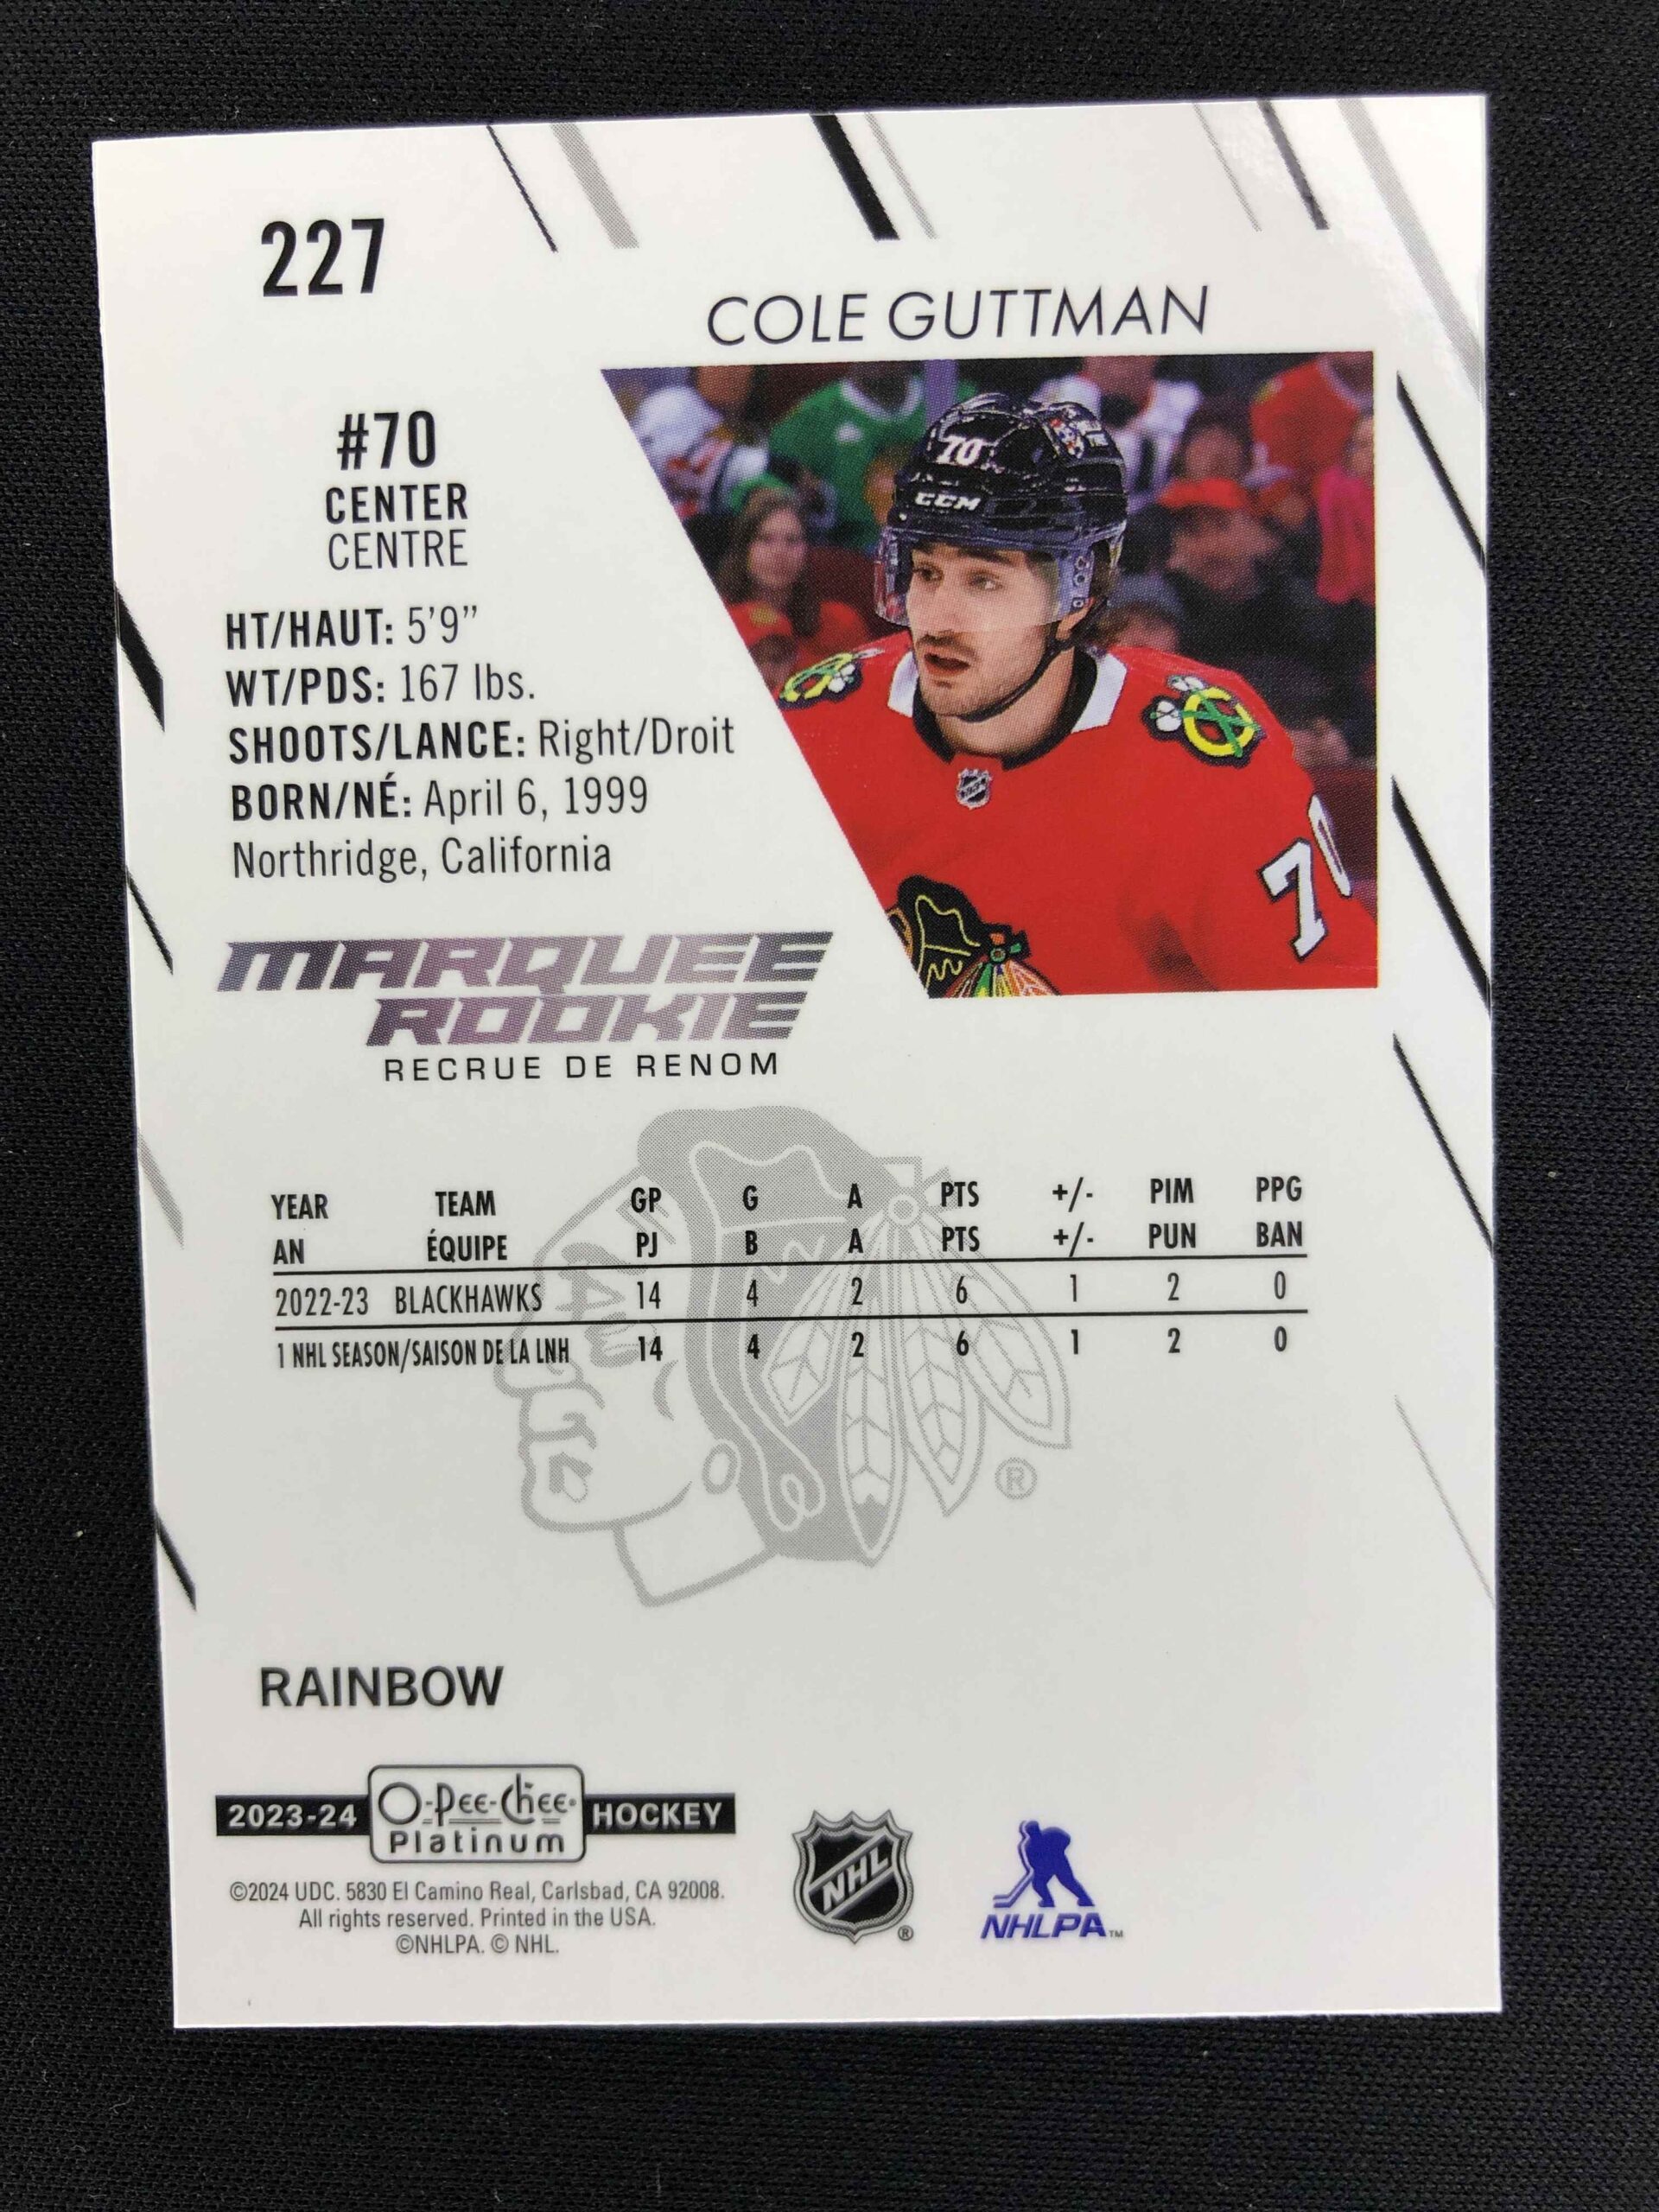 227
COLE GUTTMAN
#70
CENTER
CENTRE
HT/HAUT: 5'9"
WT/PDS: 167 lbs.
SHOOTS/LANCE: Right/Droit
BORN/NÉ: April 6, 1999
Northridge, California
70
CCM
70
MARQUEE
ROOKIE
RECRUE DE RENOM
YEAR TEAM GP G A PTS +/- PIM PPG
AN ÉQUIPE PJ B A PTS +/- PUN BAN
2022-23 BLACKHAWKS 14 4 2 6 1 2 0
1 NHL SEASON/SAISON DE LA LNH 14 4 2 6 1 2 0
®
RAINBOW
2023-24 O-Pee-Chee® HOCKEY
Platinum
©2024 UDC. 5830 El Camino Real, Carlsbad, CA 92008.
All rights reserved. Printed in the USA.
©NHLPA. © NHL.
NHL ®
NHLPA™